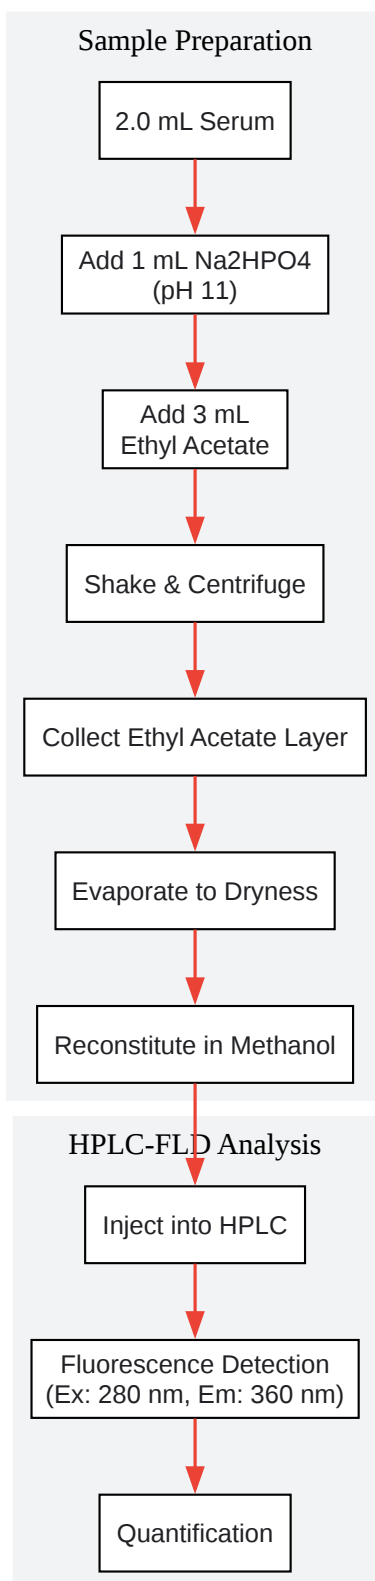 Sample Preparation
2.0 mL Serum
Add 1 mL Na2HPO4
(pH 11)
Add 3 mL
Ethyl Acetate
Shake & Centrifuge
Collect Ethyl Acetate Layer
Evaporate to Dryness
Reconstitute in Methanol
HPLC-FLD Analysis
Inject into HPLC
Fluorescence Detection
(Ex: 280 nm, Em: 360 nm)
Quantification